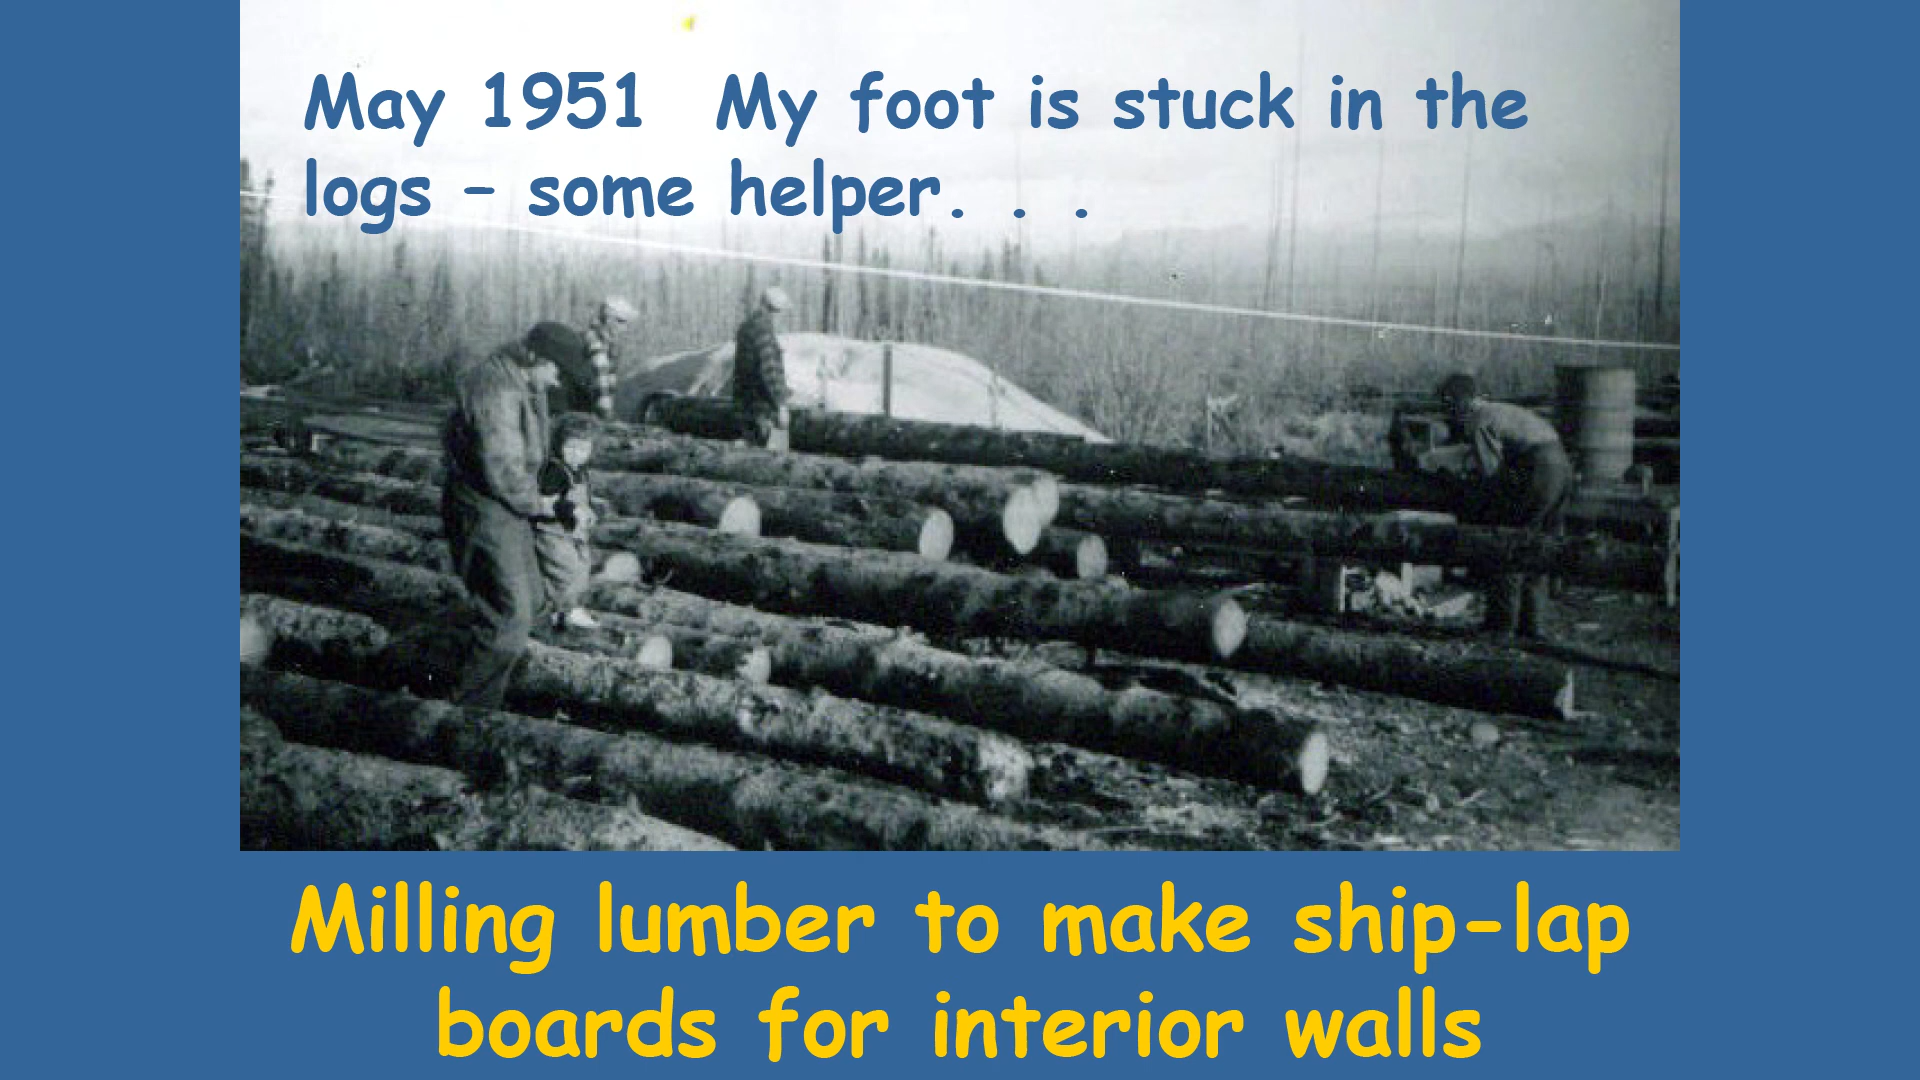 May 1951  My foot is stuck in the
logs – some helper. . .
Milling lumber to make ship-lap
boards for interior walls